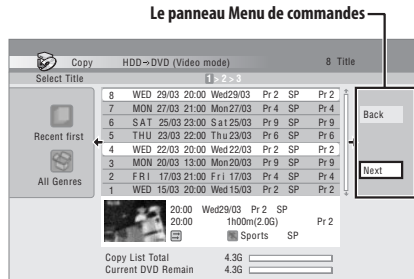 Le panneau Menu de commandes
Copy HDD→DVD (Video mode) 8 Title
Select Title 1 > 2 > 3
8 WED 29/03 20:00 Wed29/03 Pr 2 SP Pr 2
7 MON 27/03 21:00 Mon27/03 Pr 4 SP Pr 4
6 SAT 25/03 23:00 Sat25/03 Pr 9 SP Pr 9
5 THU 23/03 22:00 Thu23/03 Pr 6 SP Pr 6
4 WED 22/03 20:00 Wed22/03 Pr 2 SP Pr 2
3 MON 20/03 13:00 Mon20/03 Pr 9 SP Pr 9
2 FRI 17/03 21:00 Fri 17/03 Pr 4 SP Pr 4
1 WED 15/03 20:00 Wed 15/03 Pr 2 SP Pr 2
Recent first
All Genres
Back
Next
20:00 Wed29/03 Pr 2 SP
20:00 1h00m(2.0G) Pr 2
Sports SP
Copy List Total 4.3G
Current DVD Remain 4.3G